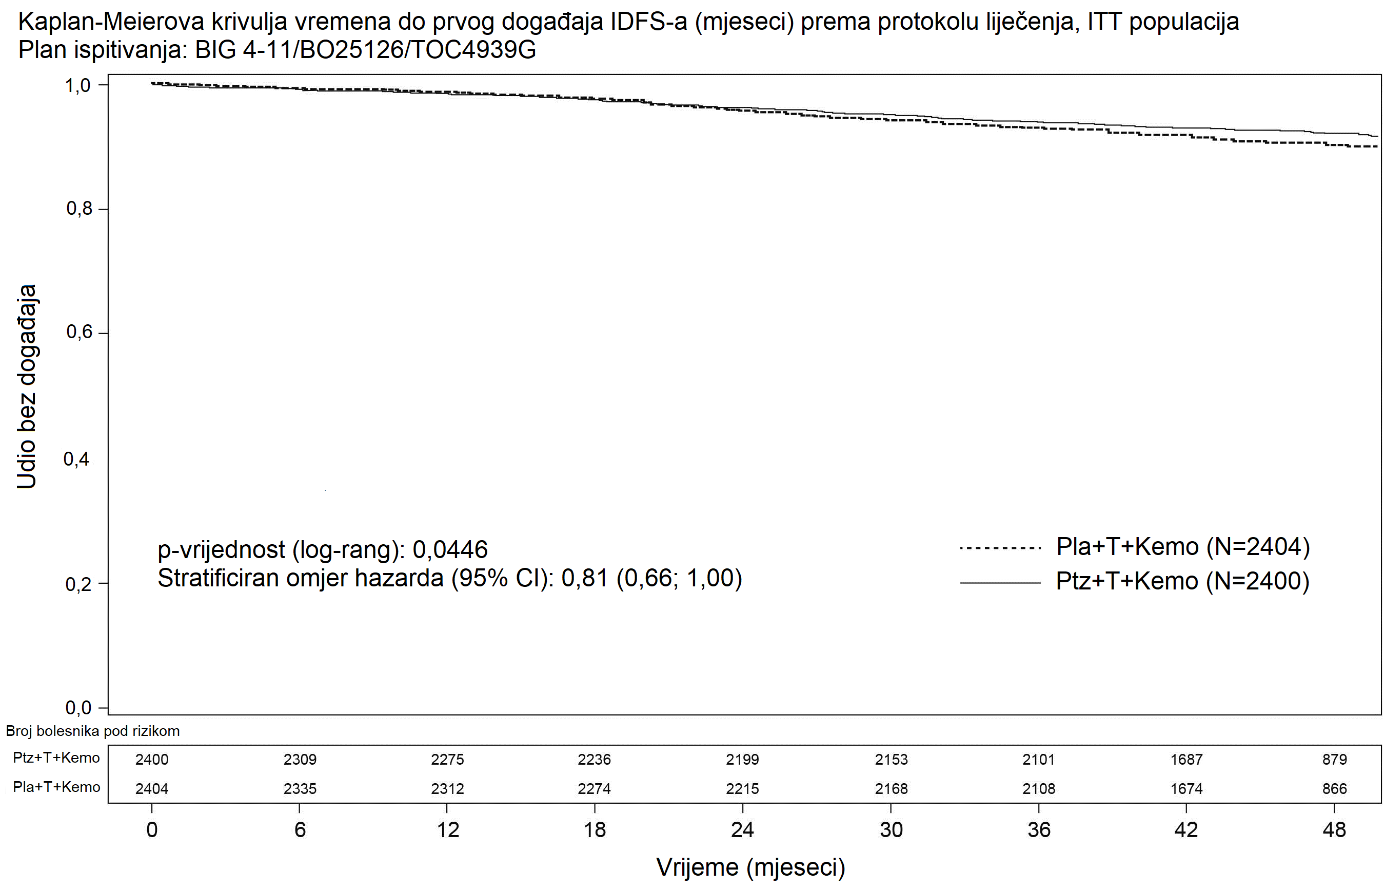 Kaplan-Meierova krivulja vremena do prvog događaja IDFS-a (mjeseci) prema protokolu liječenja, ITT populacija
Plan ispitivanja: BIG 4-11/BO25126/TOC4939G
1,0
0,8
0,6
0,4
0,2
0,0
Udio bez događaja
p-vrijednost (log-rang): 0,0446
Stratificiran omjer hazarda (95% CI): 0,81 (0,66; 1,00)
Pla+T+Kemo (N=2404)
Ptz+T+Kemo (N=2400)
Broj bolesnika pod rizikom
Ptz+T+Kemo 2400 2309 2275 2236 2199 2153 2101 1687 879
Pla+T+Kemo 2404 2335 2312 2274 2215 2168 2108 1674 866
0 6 12 18 24 30 36 42 48
Vrijeme (mjeseci)